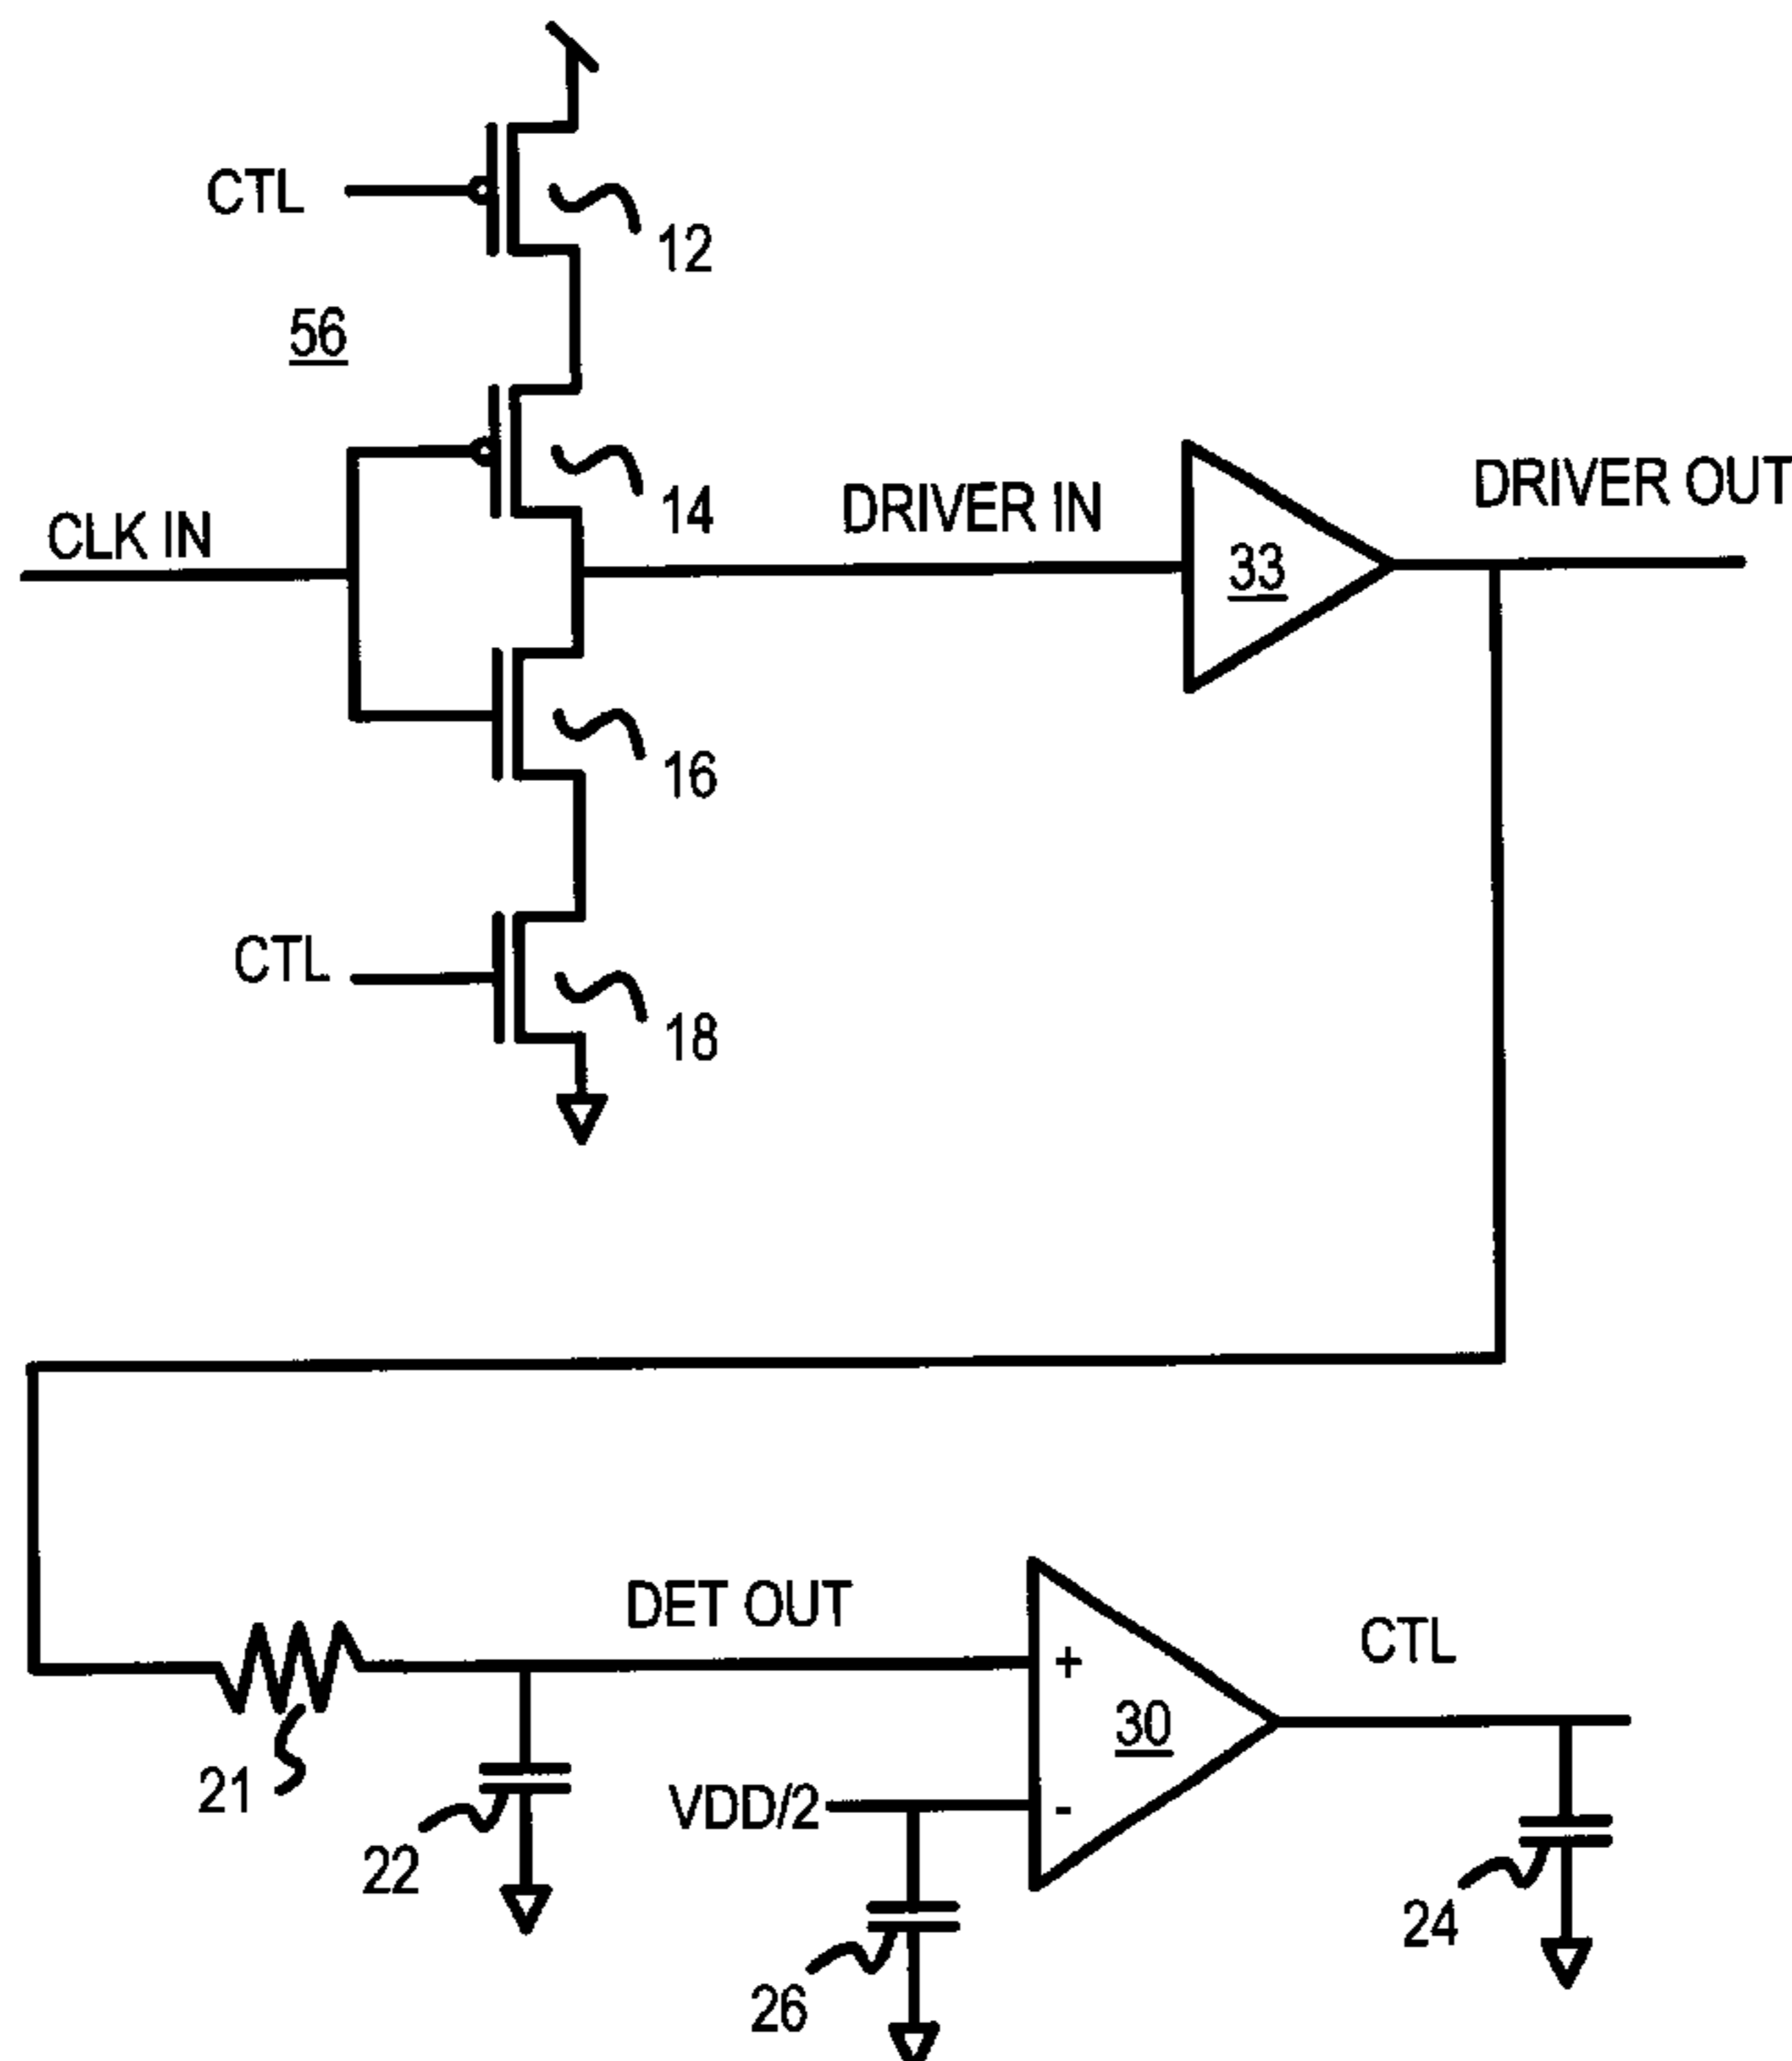 CTL
12
56
14
CLK IN
DRIVER IN
33
DRIVER OUT
16
CTL
18
DET OUT
+
30
CTL
21
VDD/2
-
22
24
26